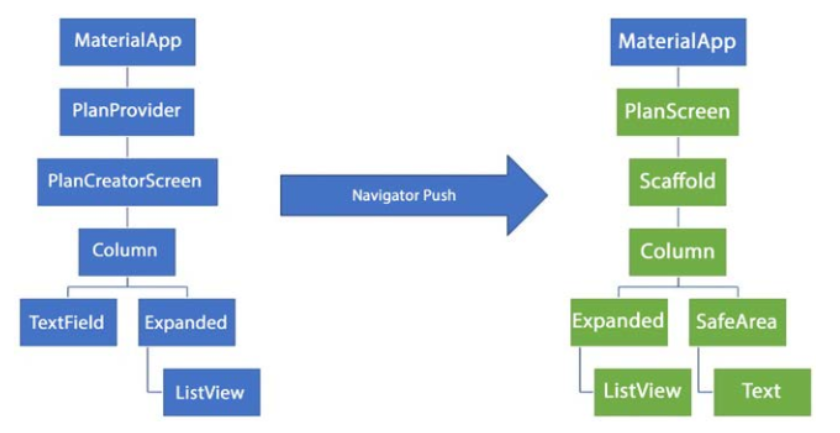 MaterialApp
PlanProvider
PlanCreatorScreen
Column
TextField
Expanded
ListView
Navigator Push
MaterialApp
PlanScreen
Scaffold
Column
Expanded
SafeArea
ListView
Text